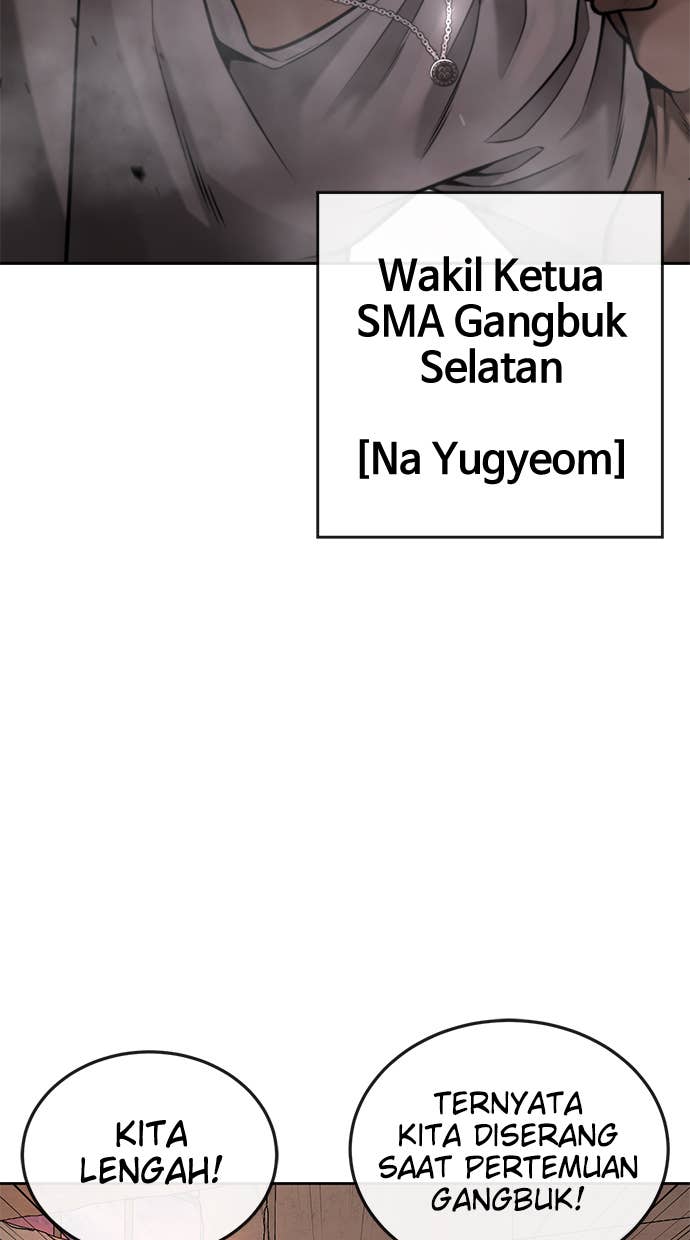 Wakil Ketua
SMA Gangbuk
Selatan
[Na Yugyeom]
KITA
LENGAH!
TERNYATA
KITA DISERANG
SAAT PERTEMUAN
GANGBUK!